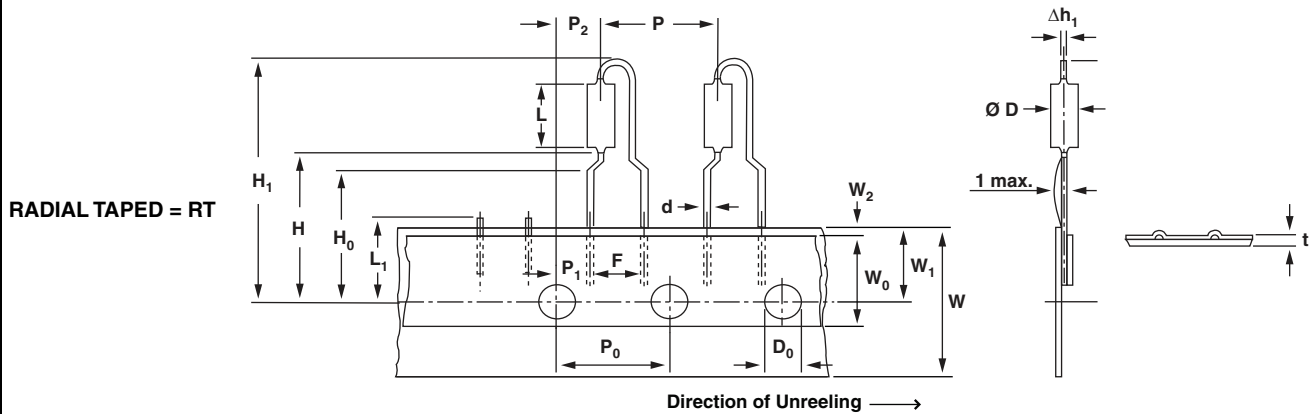 P₂
P
Δh₁
L
Ø D
H₁
1 max.
W₂
RADIAL TAPED = RT
H
H₀
d
t
L₁
P₁
F
W₀
W₁
W
P₀
D₀
Direction of Unreeling